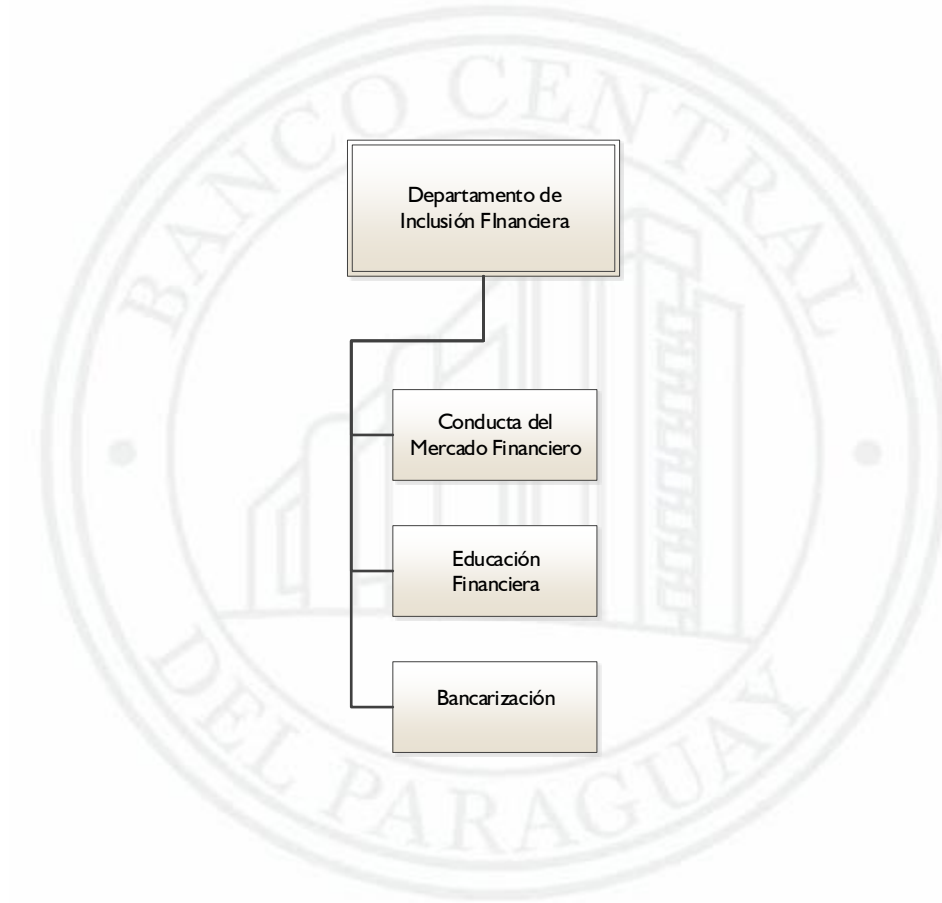 BANCO CENTRAL
DEL PARAGUAY
Departamento de
Inclusión FInanciera
Conducta del
Mercado Financiero
Educación
Financiera
Bancarización